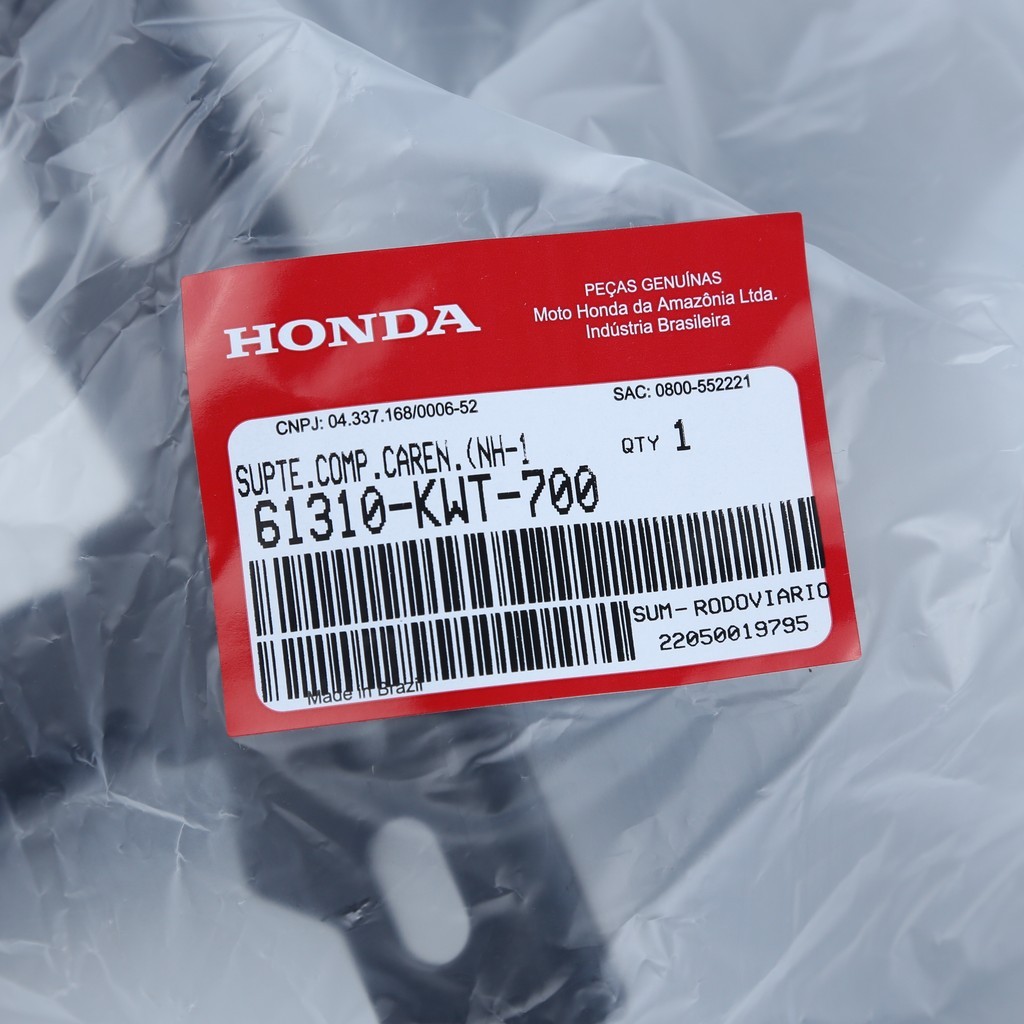 HONDA
PEÇAS GENUÍNAS
Moto Honda da Amazônia Ltda.
Indústria Brasileira
CNPJ: 04.337.168/0006-52
SAC: 0800-552221
SUPTE.COMP.CAREN.(NH-1
QTY 1
61310-KWT-700
SUM-RODOVIARIO
22050019795
Made in Brazil